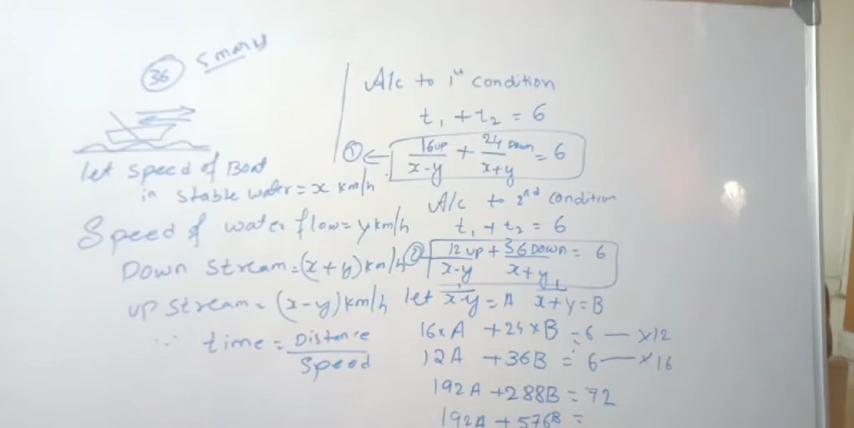 36 5 mary
let speed of Boat
in stable water = x km/h
Speed of water flow = y km/h
Down stream = (x+y) km/h
up stream = (x-y) km/h
∵ time = Distance / Speed
A/c to 1st condition
t₁ + t₂ = 6
① ← 16 up / x-y + 24 Down / x+y = 6
A/c to 2nd condition
t₁ + t₂ = 6
② 12 up / x-y + 36 Down / x+y = 6
let 1 / x-y = A 1 / x+y = B
16×A + 24×B = 6 — ×12
12A + 36B = 6 — ×16
192A + 288B = 72
192A + 576B =